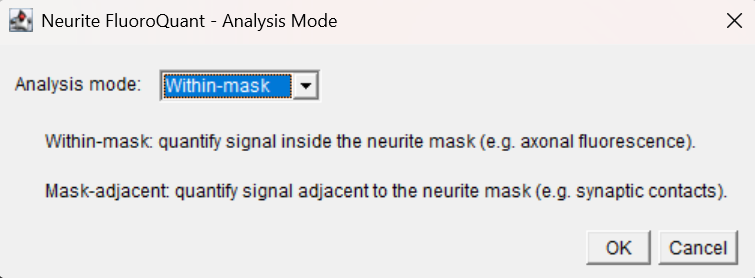 Neurite FluoroQuant - Analysis Mode
Analysis mode: Within-mask
Within-mask: quantify signal inside the neurite mask (e.g. axonal fluorescence).
Mask-adjacent: quantify signal adjacent to the neurite mask (e.g. synaptic contacts).
OK Cancel